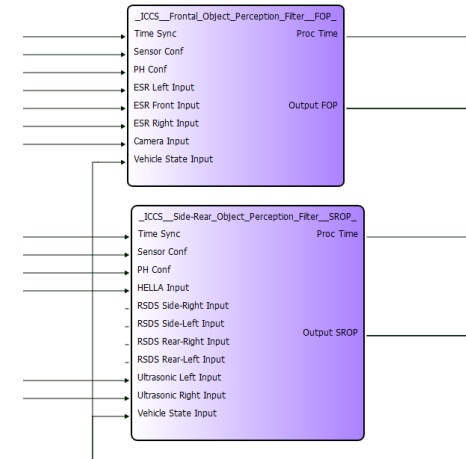 _ICCS__Frontal_Object_Perception_Filter__FOP_
Time Sync Proc Time
Sensor Conf
PH Conf
ESR Left Input
ESR Front Input Output FOP
ESR Right Input
Camera Input
Vehicle State Input
_ICCS__Side-Rear_Object_Perception_Filter__SROP_
Time Sync Proc Time
Sensor Conf
PH Conf
HELLA Input
RSDS Side-Right Input
RSDS Side-Left Input
Output SROP
RSDS Rear-Right Input
RSDS Rear-Left Input
Ultrasonic Left Input
Ultrasonic Right Input
Vehicle State Input